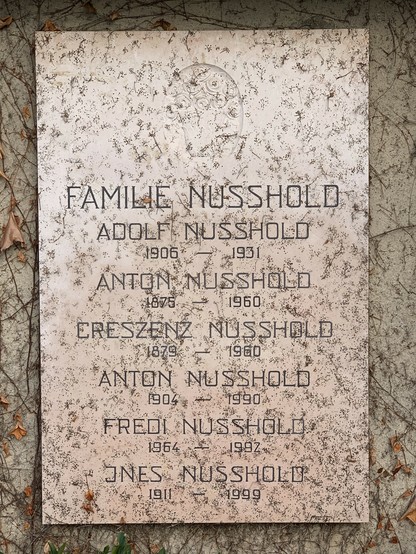 FAMILIE NUSSHOLD
ADOLF NUSSHOLD
1906 — 1931
ANTON NUSSHOLD
1875 — 1960
CRESZENZ NUSSHOLD
1879 — 1960
ANTON NUSSHOLD
1904 — 1990
FREDI NUSSHOLD
1964 — 1992
JNES NUSSHOLD
1911 — 1999